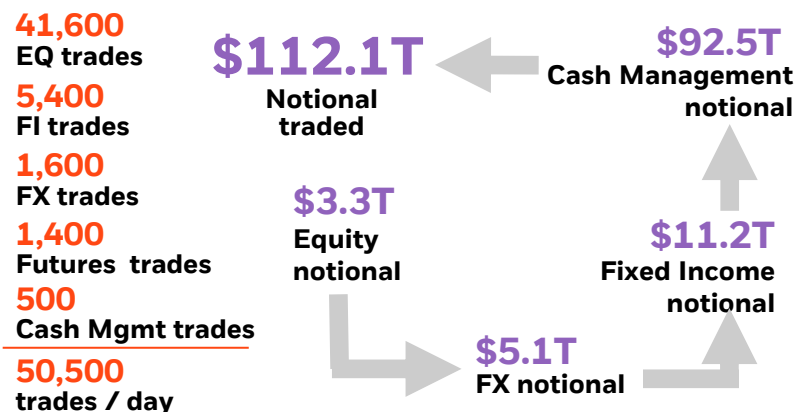 41,600
EQ trades
5,400
FI trades
1,600
FX trades
1,400
Futures trades
500
Cash Mgmt trades
50,500
trades / day
$112.1T
Notional
traded
$92.5T
Cash Management
notional
$3.3T
Equity
notional
$11.2T
Fixed Income
notional
$5.1T
FX notional